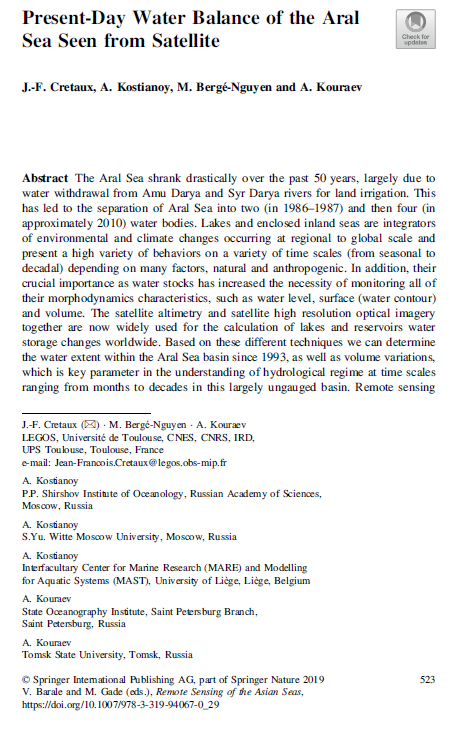 Present-Day Water Balance of the Aral
Sea Seen from Satellite
Check for
updates
J.-F. Cretaux, A. Kostianoy, M. Bergé-Nguyen and A. Kouraev
Abstract The Aral Sea shrank drastically over the past 50 years, largely due to
water withdrawal from Amu Darya and Syr Darya rivers for land irrigation. This
has led to the separation of Aral Sea into two (in 1986–1987) and then four (in
approximately 2010) water bodies. Lakes and enclosed inland seas are integrators
of environmental and climate changes occurring at regional to global scale and
present a high variety of behaviors on a variety of time scales (from seasonal to
decadal) depending on many factors, natural and anthropogenic. In addition, their
crucial importance as water stocks has increased the necessity of monitoring all of
their morphodynamics characteristics, such as water level, surface (water contour)
and volume. The satellite altimetry and satellite high resolution optical imagery
together are now widely used for the calculation of lakes and reservoirs water
storage changes worldwide. Based on these different techniques we can determine
the water extent within the Aral Sea basin since 1993, as well as volume variations,
which is key parameter in the understanding of hydrological regime at time scales
ranging from months to decades in this largely ungauged basin. Remote sensing
J.-F. Cretaux (✉) · M. Bergé-Nguyen · A. Kouraev
LEGOS, Université de Toulouse, CNES, CNRS, IRD,
UPS Toulouse, Toulouse, France
e-mail: Jean-Francois.Cretaux@legos.obs-mip.fr
A. Kostianoy
P.P. Shirshov Institute of Oceanology, Russian Academy of Sciences,
Moscow, Russia
A. Kostianoy
S.Yu. Witte Moscow University, Moscow, Russia
A. Kostianoy
Interfacultary Center for Marine Research (MARE) and Modelling
for Aquatic Systems (MAST), University of Liège, Liège, Belgium
A. Kouraev
State Oceanography Institute, Saint Petersburg Branch,
Saint Petersburg, Russia
A. Kouraev
Tomsk State University, Tomsk, Russia
© Springer International Publishing AG, part of Springer Nature 2019 523
V. Barale and M. Gade (eds.), Remote Sensing of the Asian Seas,
https://doi.org/10.1007/978-3-319-94067-0_29